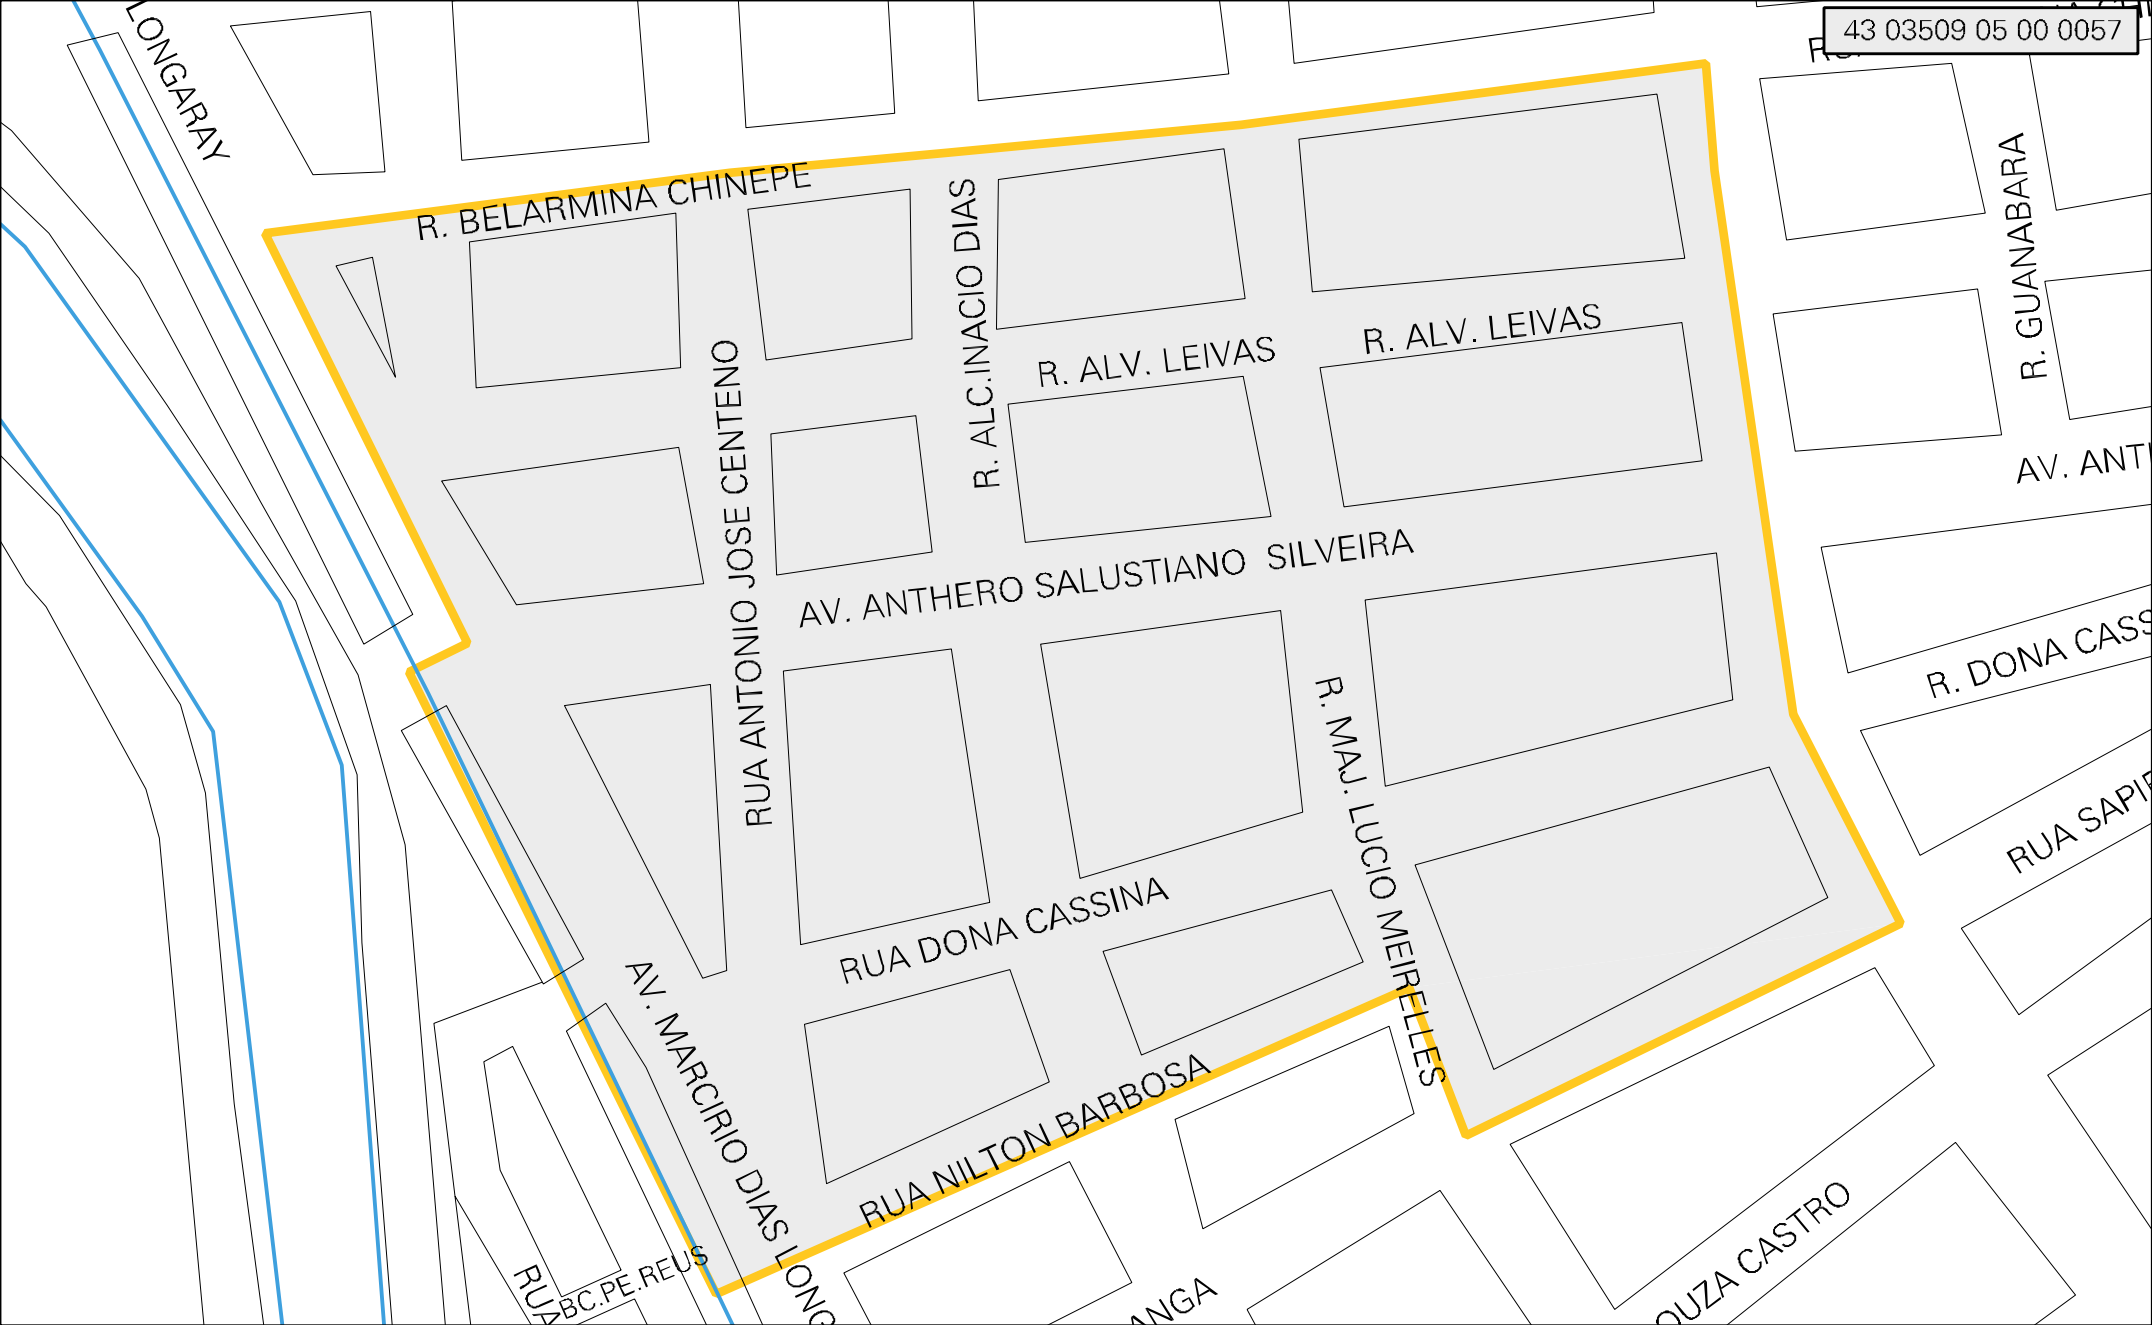 43 03509 05 00 0057
LONGARAY
R. BELARMINA CHINEPE
R. GUANABARA
R. ALC.INACIO DIAS
R. ALV. LEIVAS
R. ALV. LEIVAS
RUA ANTONIO JOSE CENTENO
AV. ANT
AV. ANTHERO SALUSTIANO SILVEIRA
R. DONA CASS
R. MAJ. LUCIO MEIRELLES
RUA SAPI
RUA DONA CASSINA
AV. MARCIRIO DIAS LONG
RUA NILTON BARBOSA
OUZA CASTRO
BC.PE.REUS
RUA
ANGA